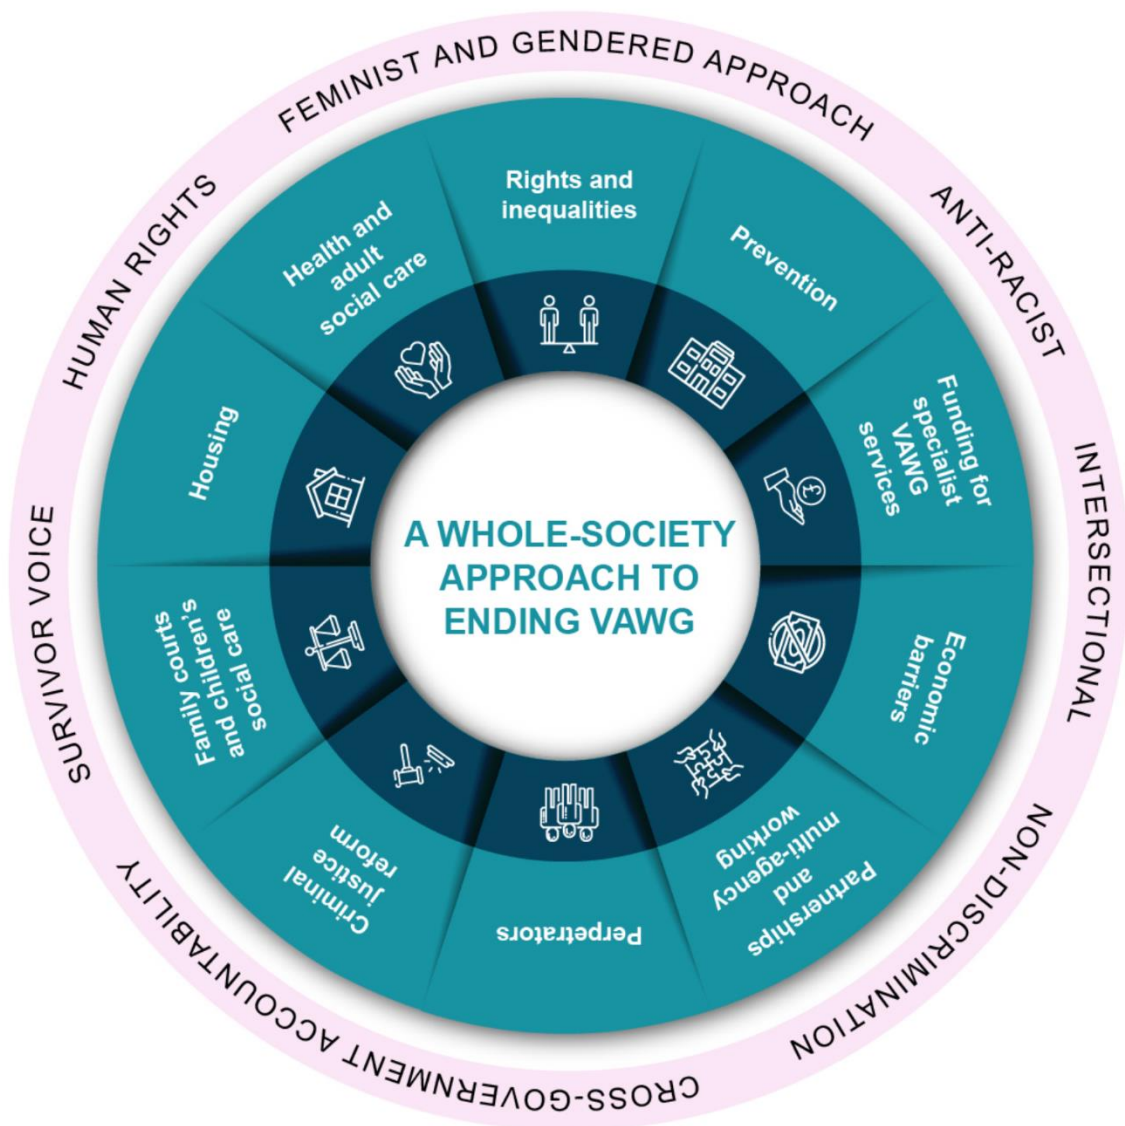 FEMINIST AND GENDERED APPROACH
ANTI-RACIST
INTERSECTIONAL
NON-DISCRIMINATION
CROSS-GOVERNMENT ACCOUNTABILITY
SURVIVOR VOICE
HUMAN RIGHTS
Rights and
inequalities
Prevention
Funding for
specialist
VAWG
services
Economic
barriers
Partnerships
and
multi-agency
working
Perpetrators
Criminal
justice
reform
Family courts
and children's
social care
Housing
Health and
adult
social care
£
A WHOLE-SOCIETY
APPROACH TO
ENDING VAWG